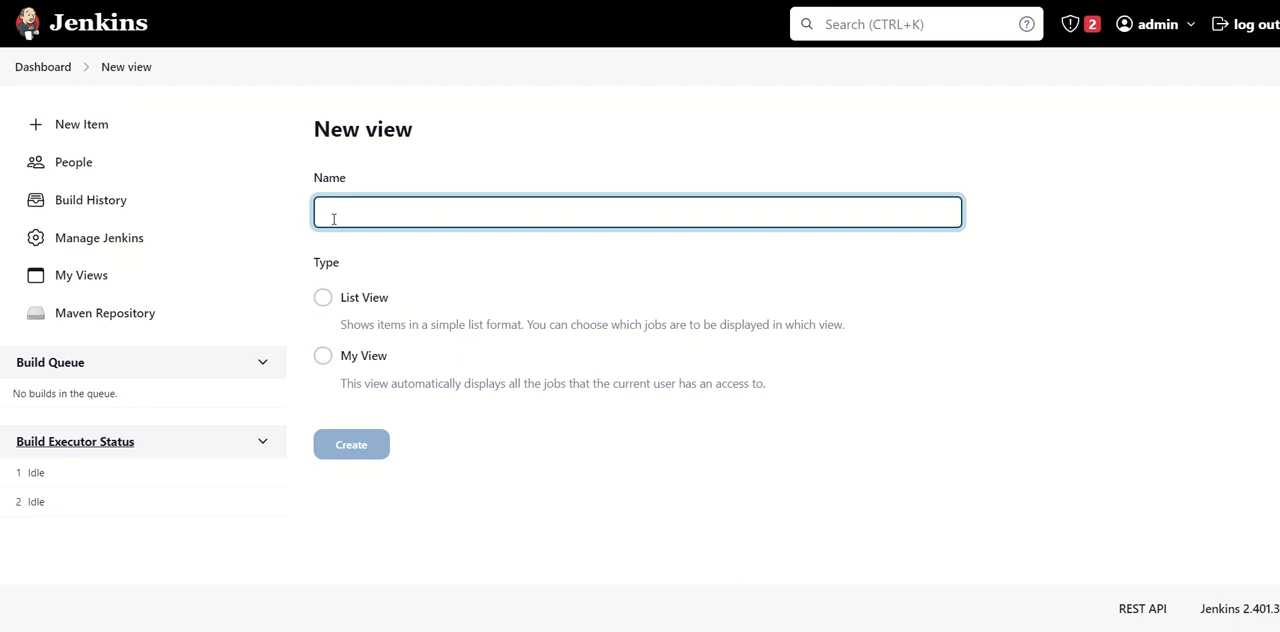 Jenkins
Search (CTRL+K)
2
admin
log out
Dashboard
New view
New Item
People
Build History
Manage Jenkins
My Views
Maven Repository
Build Queue
No builds in the queue.
Build Executor Status
1 Idle
2 Idle
New view
Name
Type
List View
Shows items in a simple list format. You can choose which jobs are to be displayed in which view.
My View
This view automatically displays all the jobs that the current user has an access to.
Create
REST API
Jenkins 2.401.3